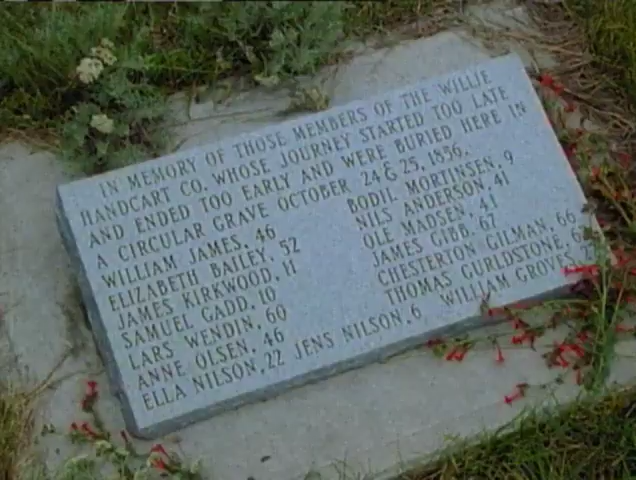 IN MEMORY OF THOSE MEMBERS OF THE WILLIE
HANDCART CO. WHOSE JOURNEY STARTED TOO LATE
AND ENDED TOO EARLY AND WERE BURIED HERE IN
A CIRCULAR GRAVE OCTOBER 24 & 25, 1856.
WILLIAM JAMES, 46 BODIL MORTINSEN, 9
ELIZABETH BAILEY, 52 NILS ANDERSON, 41
JAMES KIRKWOOD, 11 OLE MADSEN, 41
SAMUEL GADD, 10 JAMES GIBB, 67
LARS WENDIN, 60 CHESTERTON GILMAN, 66
ANNE OLSEN, 46 THOMAS GURLDSTONE,
ELLA NILSON, 22 JENS NILSON, 6 WILLIAM GROVES,